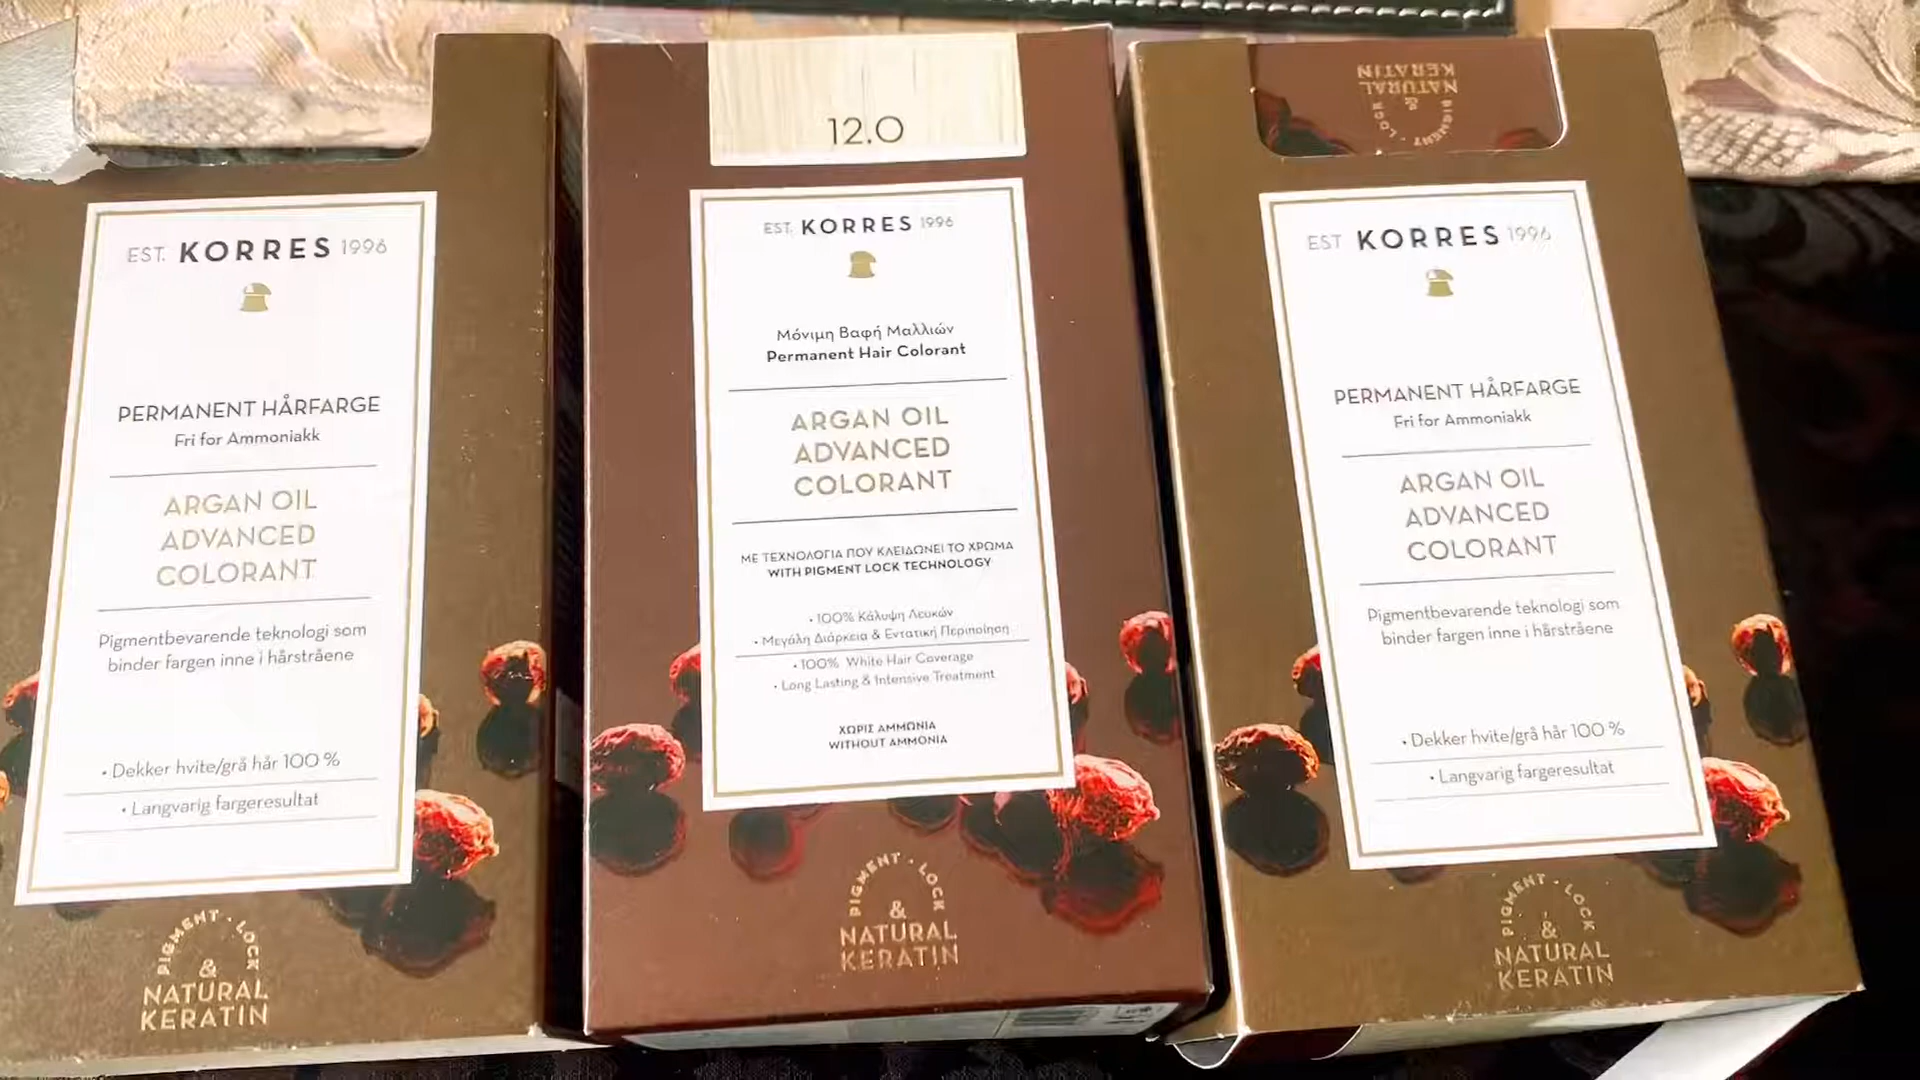 EST. KORRES 1996
PERMANENT HÅRFARGE
Fri for Ammoniakk
ARGAN OIL
ADVANCED
COLORANT
Pigmentbevarende teknologi som
binder fargen inne i hårstråene
• Dekker hvite/grå hår 100 %
• Langvarig fargeresultat
PIGMENT · LOCK
&
NATURAL
KERATIN
12.0
EST. KORRES 1996
Μόνιμη Βαφή Μαλλιών
Permanent Hair Colorant
ARGAN OIL
ADVANCED
COLORANT
ΜΕ ΤΕΧΝΟΛΟΓΙΑ ΠΟΥ ΚΛΕΙΔΩΝΕΙ ΤΟ ΧΡΩΜΑ
WITH PIGMENT LOCK TECHNOLOGY
• 100% Κάλυψη Λευκών
• Μεγάλη Διάρκεια & Εντατική Περιποίηση
• 100% White Hair Coverage
• Long Lasting & Intensive Treatment
ΧΩΡΙΣ ΑΜΜΩΝΙΑ
WITHOUT AMMONIA
PIGMENT · LOCK
&
NATURAL
KERATIN
PIGMENT · LOCK
&
NATURAL
KERATIN
EST KORRES 1996
PERMANENT HÅRFARGE
Fri for Ammoniakk
ARGAN OIL
ADVANCED
COLORANT
Pigmentbevarende teknologi som
binder fargen inne i hårstråene
• Dekker hvite/grå hår 100 %
• Langvarig fargeresultat
PIGMENT · LOCK
&
NATURAL
KERATIN